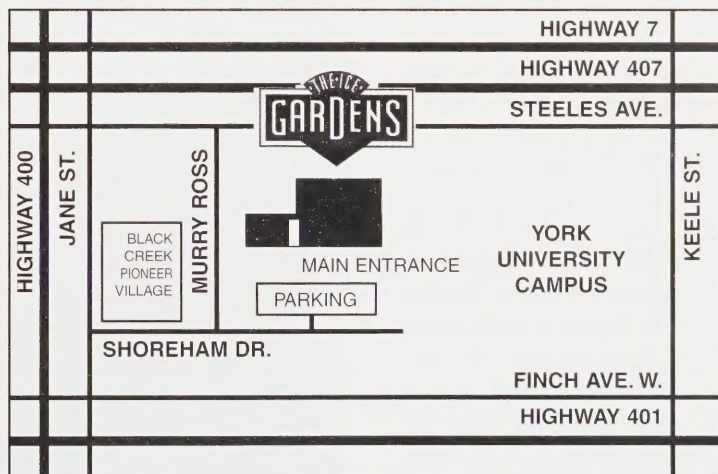 HIGHWAY 7
HIGHWAY 407
THE ICE
GARDENS
STEELES AVE.
HIGHWAY 400
JANE ST.
MURRY ROSS
BLACK
CREEK
PIONEER
VILLAGE
MAIN ENTRANCE
PARKING
YORK
UNIVERSITY
CAMPUS
KEELE ST.
SHOREHAM DR.
FINCH AVE. W.
HIGHWAY 401